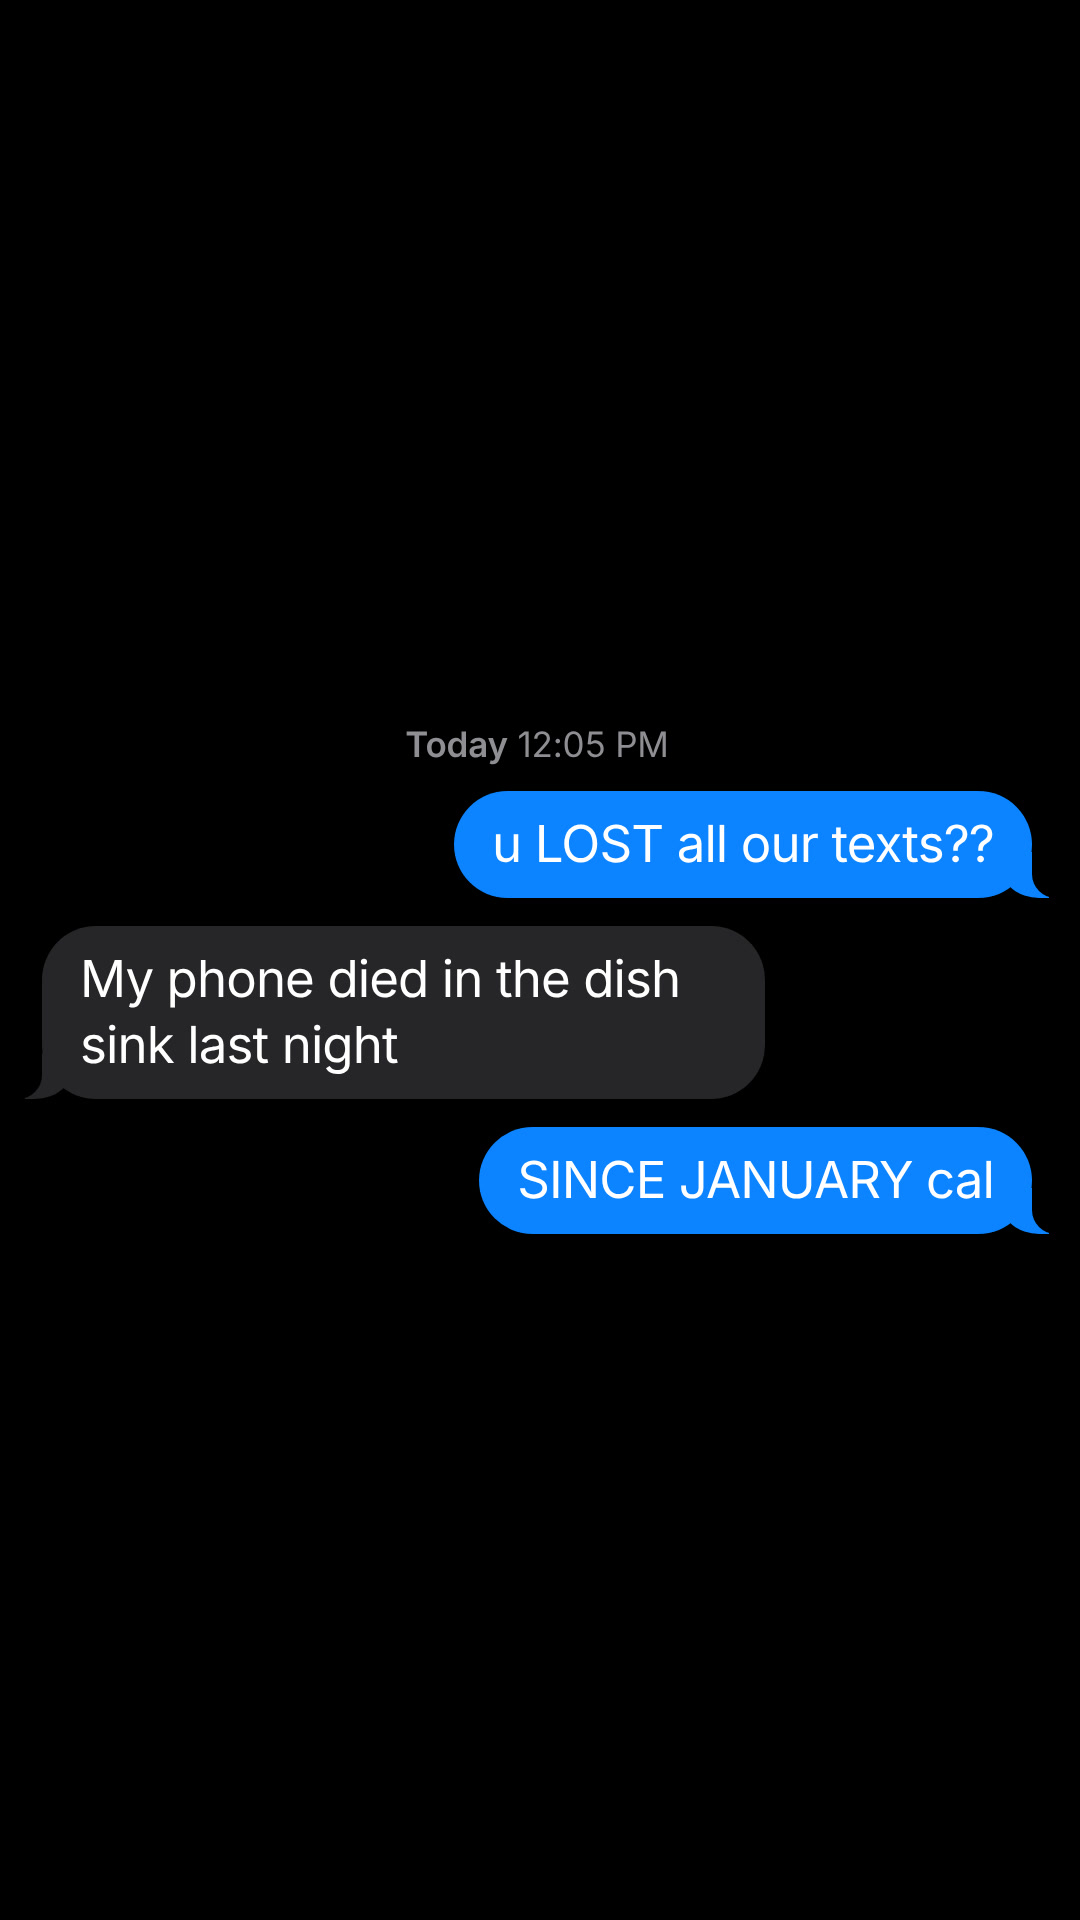 Today 12:05 PM
u LOST all our texts??
My phone died in the dish
sink last night
SINCE JANUARY cal